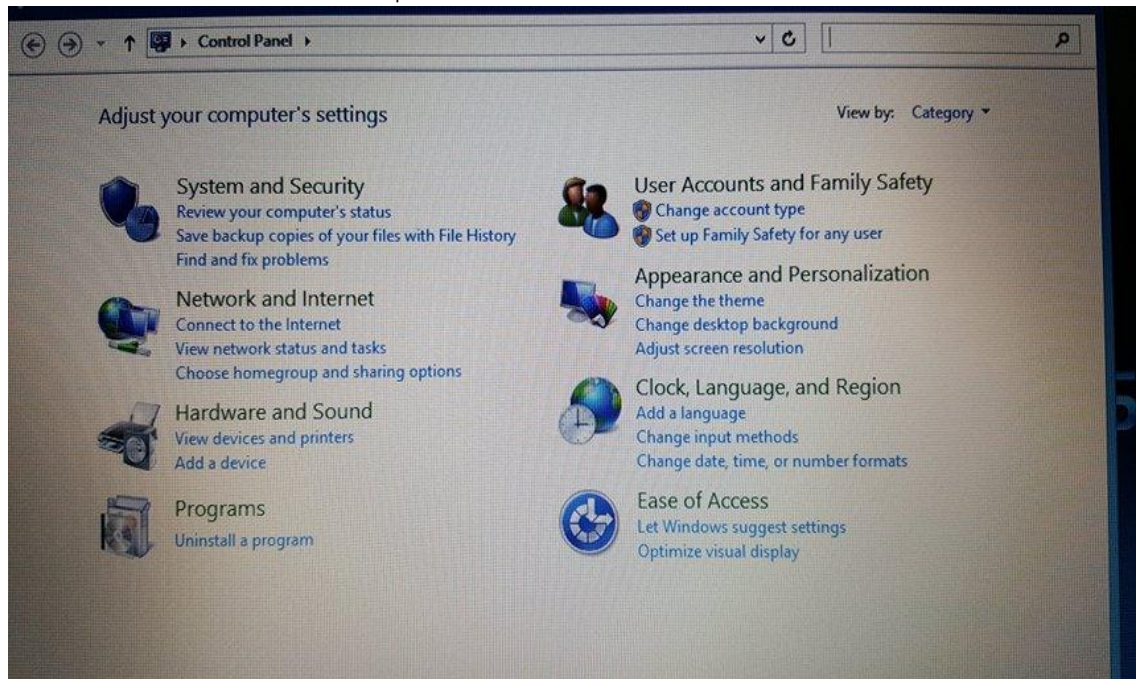 Control Panel
Adjust your computer's settings
View by: Category
System and Security
Review your computer's status
Save backup copies of your files with File History
Find and fix problems
Network and Internet
Connect to the Internet
View network status and tasks
Choose homegroup and sharing options
Hardware and Sound
View devices and printers
Add a device
Programs
Uninstall a program
User Accounts and Family Safety
Change account type
Set up Family Safety for any user
Appearance and Personalization
Change the theme
Change desktop background
Adjust screen resolution
Clock, Language, and Region
Add a language
Change input methods
Change date, time, or number formats
Ease of Access
Let Windows suggest settings
Optimize visual display